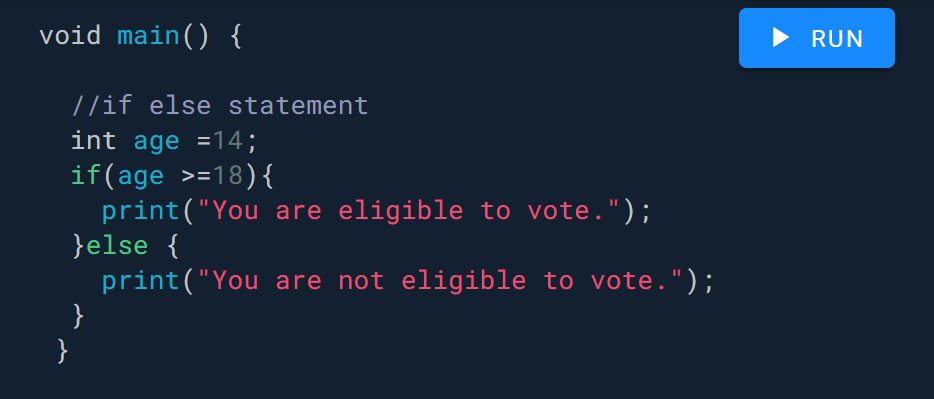 void main() {
RUN
//if else statement
int age =14;
if(age >=18){
print("You are eligible to vote.");
}else {
print("You are not eligible to vote.");
}
}